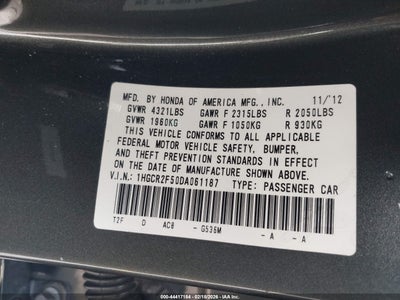 MFD. BY HONDA OF AMERICA MFG., INC. 11/'12
GVWR 4321LBS GAWR F 2315LBS R 2050LBS
GVWR 1960KG GAWR F 1050KG R 930KG
THIS VEHICLE CONFORMS TO ALL APPLICABLE
FEDERAL MOTOR VEHICLE SAFETY, BUMPER,
AND THEFT PREVENTION STANDARDS IN EFFECT
ON THE DATE OF MANUFACTURE SHOWN ABOVE.
V.I.N.: 1HGCR2F50DA061187 TYPE: PASSENGER CAR
T2F D AC8 - G536M - A - A
000-44417184 - 02/18/2026 - IAA Inc.